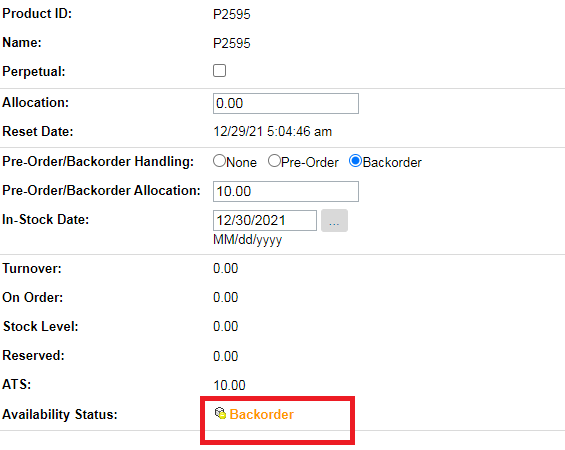 Product ID: P2595
Name: P2595
Perpetual:
Allocation: 0.00
Reset Date: 12/29/21 5:04:46 am
Pre-Order/Backorder Handling: None Pre-Order Backorder
Pre-Order/Backorder Allocation: 10.00
In-Stock Date: 12/30/2021 ...
MM/dd/yyyy
Turnover: 0.00
On Order: 0.00
Stock Level: 0.00
Reserved: 0.00
ATS: 10.00
Availability Status: Backorder